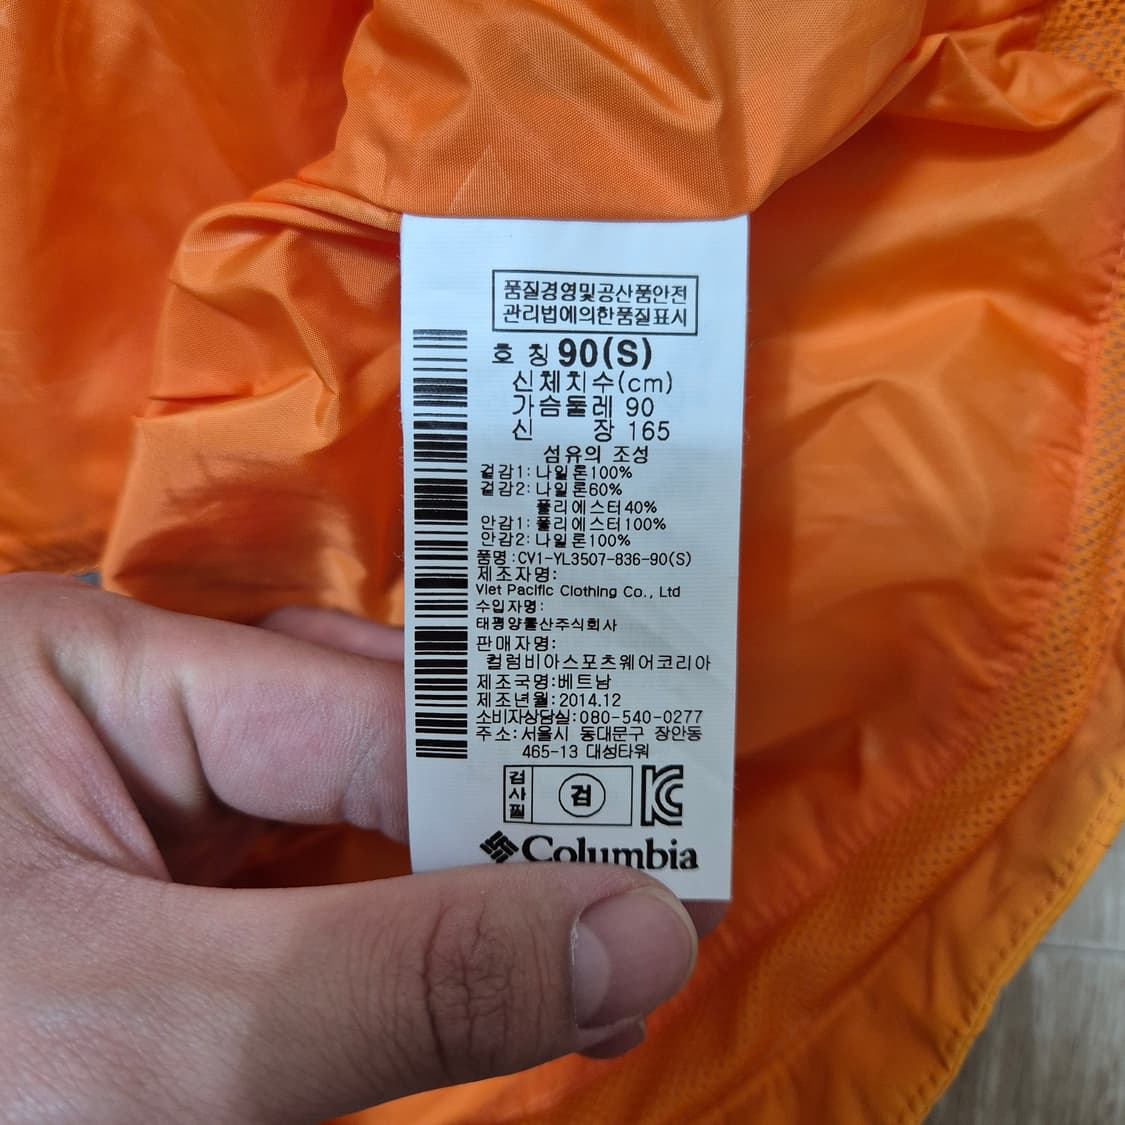 품질경영및공산품안전
관리법에의한품질표시
호 칭 90(S)
신체치수(cm)
가슴둘레 90
신 장 165
섬유의 조성
겉감1:나일론100%
겉감2:나일론60%
폴리에스터40%
안감1:폴리에스터100%
안감2:나일론100%
품명:CV1-YL3507-836-90(S)
제조자명:
Viet Pacific Clothing Co., Ltd
수입자명:
태평양물산주식회사
판매자명:
컬럼비아스포츠웨어코리아
제조국명:베트남
제조년월:2014.12
소비자상담실:080-540-0277
주소:서울시 동대문구 장안동
465-13 대성타워
검사필
검
KC
Columbia